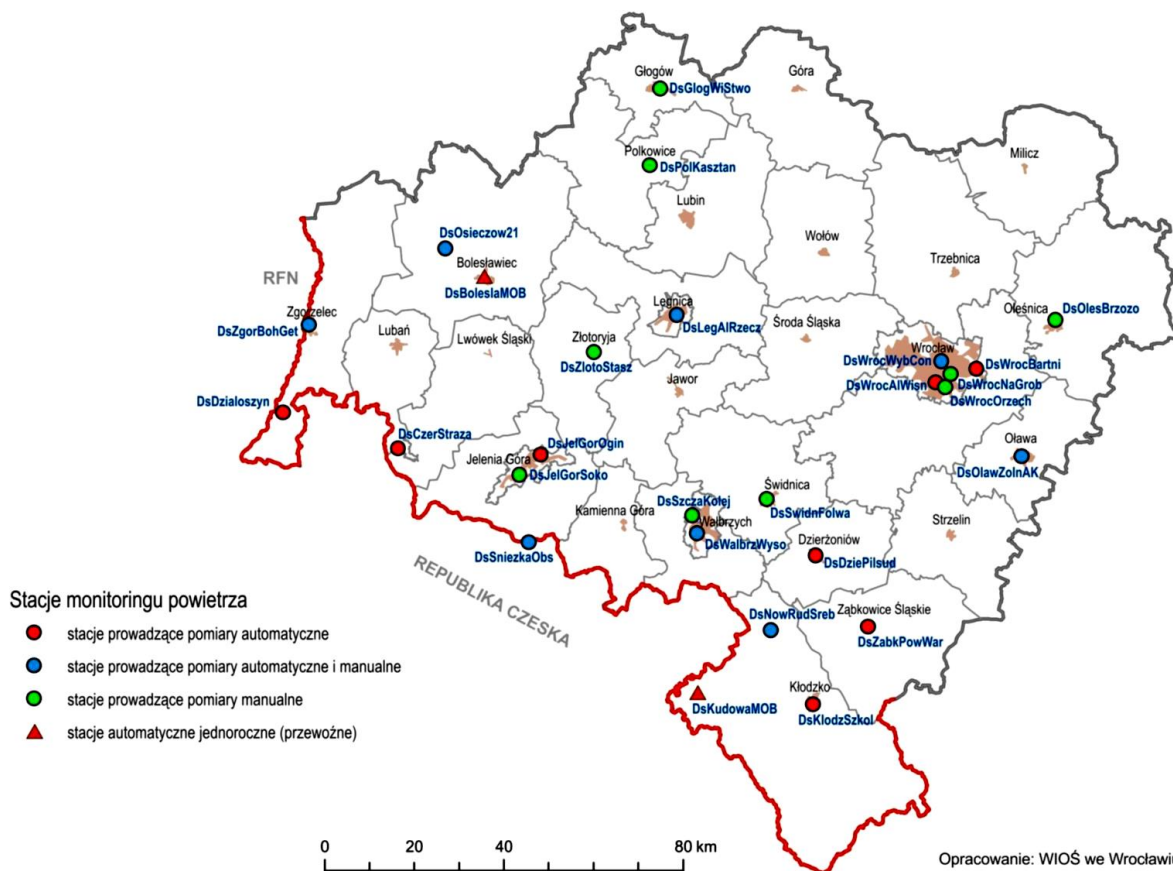 Głogów
DsGlogWiStwo
Góra
Polkowice
DsPolKasztan
Milicz
Lubin
DsOsieczow21
Wołów
Bolesławiec
Trzebnica
RFN
DsBoleslaMOB
Legnica
Zgorzelec
DsZgorBohGet
DsLegAlRzecz
Oleśnica
DsOlesBrzozo
Lubań
Lwówek Śląski
Złotoryja
DsZlotoStasz
Środa Śląska
Wrocław
DsWrocWybCon
DsWrocBartni
DsWrocAlWisn
DsWrocNaGrob
DsWrocOrzech
Jawor
DsDzialoszyn
DsCzerStraza
DsJelGorOgin
Jelenia Góra
DsJelGorSoko
Oława
DsOlawZolnAK
Świdnica
DsSwidnFolwa
DsSzczaKolej
Kamienna Góra
Wałbrzych
DsWalbrzWyso
Strzelin
Dzierżoniów
DsDziePilsud
DsSniezkaObs
REPUBLIKA CZESKA
DsNowRudSreb
Ząbkowice Śląskie
DsZabkPowWar
Kłodzko
DsKlodzSzkol
DsKudowaMOB
Stacje monitoringu powietrza
stacje prowadzące pomiary automatyczne
stacje prowadzące pomiary automatyczne i manualne
stacje prowadzące pomiary manualne
stacje automatyczne jednoroczne (przewoźne)
0 20 40 80 km
Opracowanie: WIOŚ we Wrocławiu